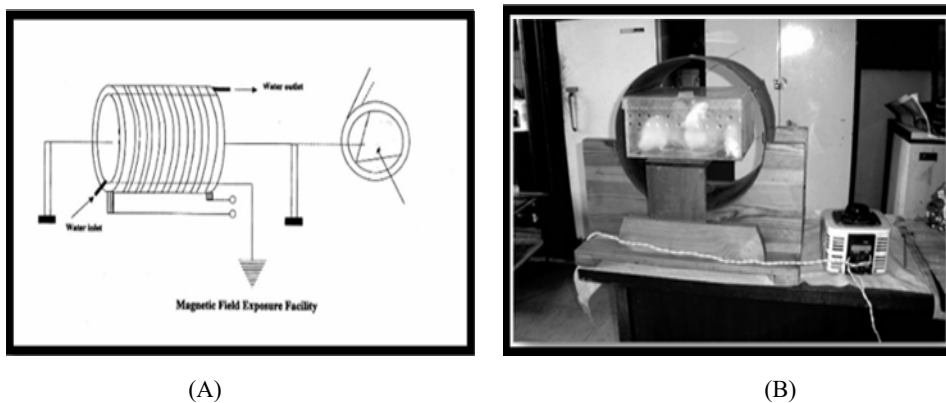 Water outlet
Water inlet
Magnetic Field Exposure Facility
(A)
(B)